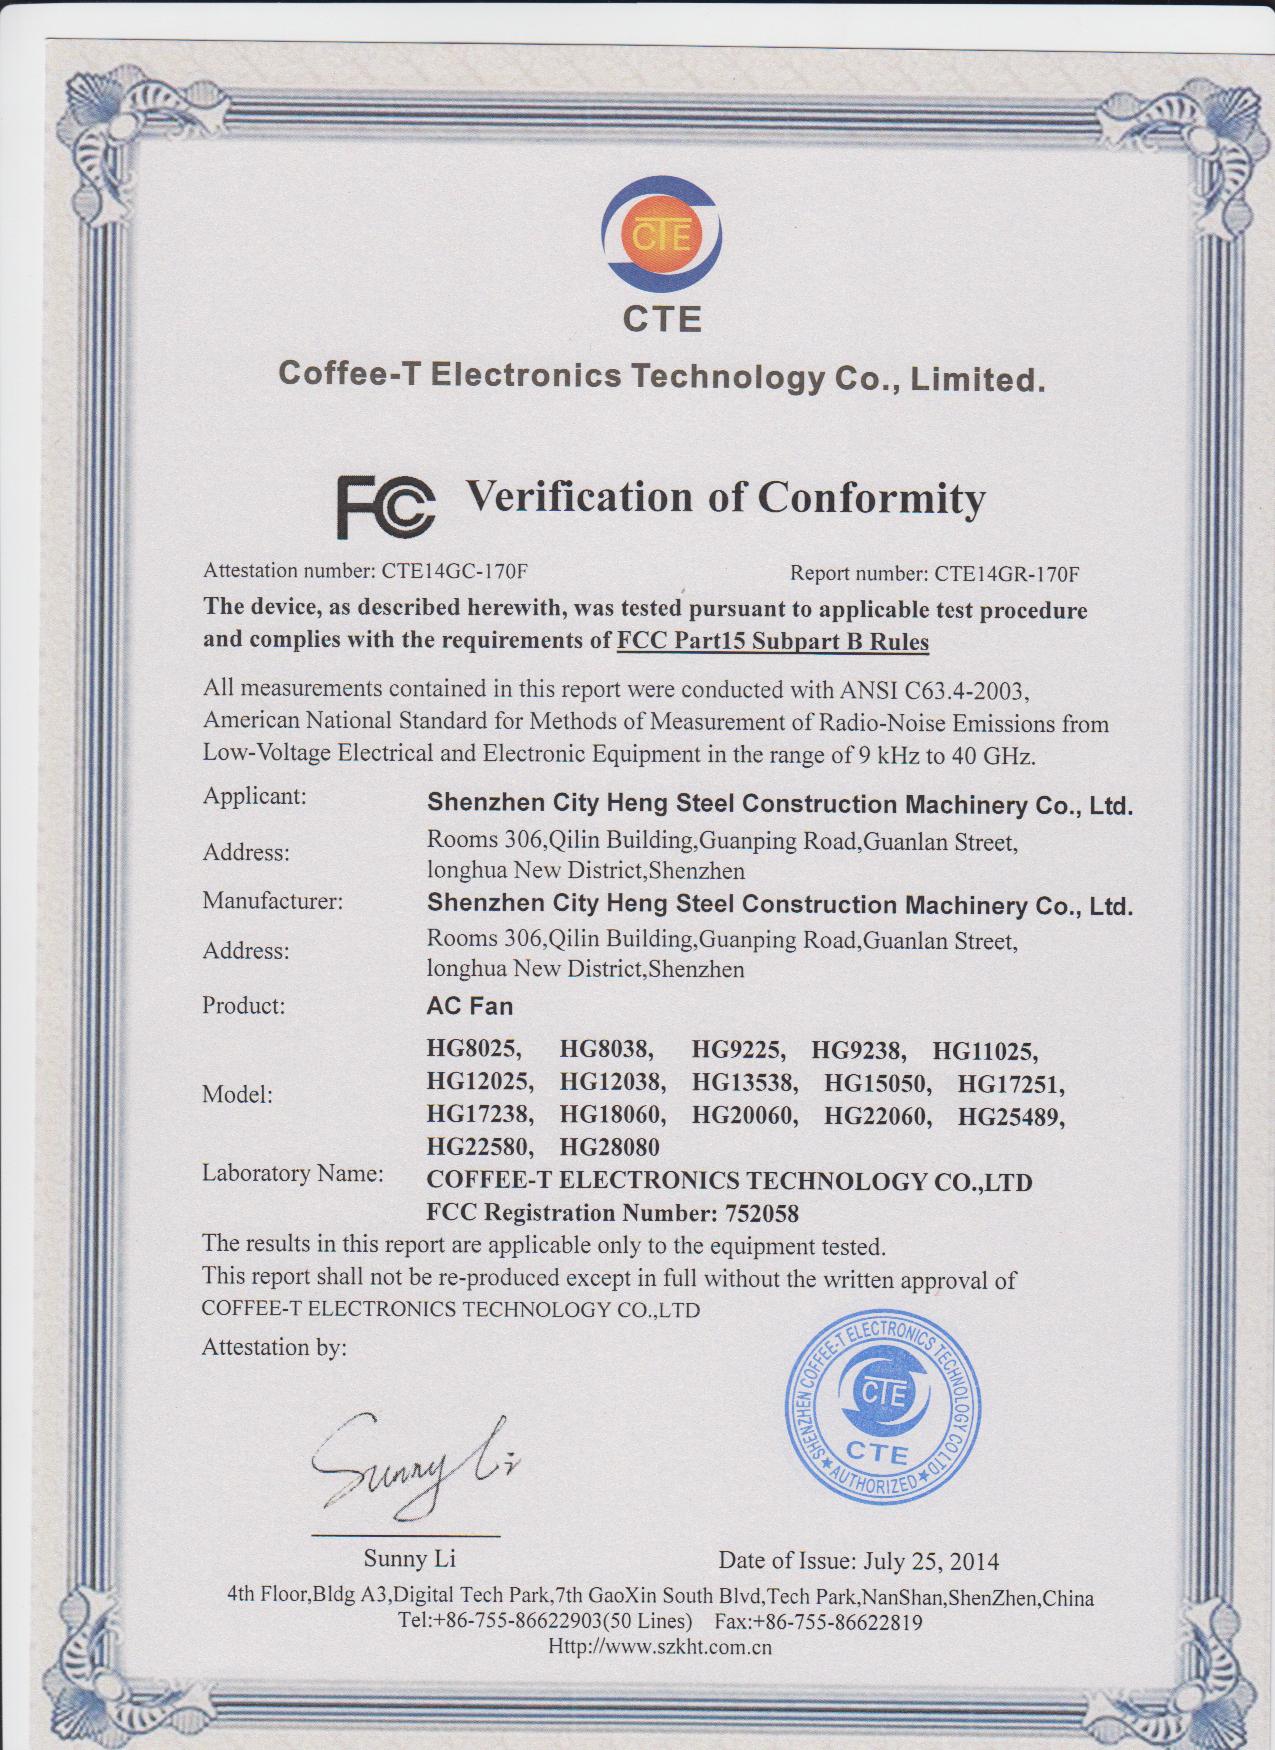 CTE
CTE
Coffee-T Electronics Technology Co., Limited.
FCC Verification of Conformity
Attestation number: CTE14GC-170F Report number: CTE14GR-170F
The device, as described herewith, was tested pursuant to applicable test procedure
and complies with the requirements of FCC Part15 Subpart B Rules
All measurements contained in this report were conducted with ANSI C63.4-2003,
American National Standard for Methods of Measurement of Radio-Noise Emissions from
Low-Voltage Electrical and Electronic Equipment in the range of 9 kHz to 40 GHz.
Applicant: Shenzhen City Heng Steel Construction Machinery Co., Ltd.
Address: Rooms 306,Qilin Building,Guanping Road,Guanlan Street,
longhua New District,Shenzhen
Manufacturer: Shenzhen City Heng Steel Construction Machinery Co., Ltd.
Address: Rooms 306,Qilin Building,Guanping Road,Guanlan Street,
longhua New District,Shenzhen
Product: AC Fan
Model: HG8025, HG8038, HG9225, HG9238, HG11025,
HG12025, HG12038, HG13538, HG15050, HG17251,
HG17238, HG18060, HG20060, HG22060, HG25489,
HG22580, HG28080
Laboratory Name: COFFEE-T ELECTRONICS TECHNOLOGY CO.,LTD
FCC Registration Number: 752058
The results in this report are applicable only to the equipment tested.
This report shall not be re-produced except in full without the written approval of
COFFEE-T ELECTRONICS TECHNOLOGY CO.,LTD
Attestation by:
SHENZHEN COFFEE-T ELECTRONICS TECHNOLOGY CO LTD
CTE
CTE
★AUTHORIZED★
Sunny Li
Sunny Li Date of Issue: July 25, 2014
4th Floor,Bldg A3,Digital Tech Park,7th GaoXin South Blvd,Tech Park,NanShan,ShenZhen,China
Tel:+86-755-86622903(50 Lines) Fax:+86-755-86622819
Http://www.szkht.com.cn